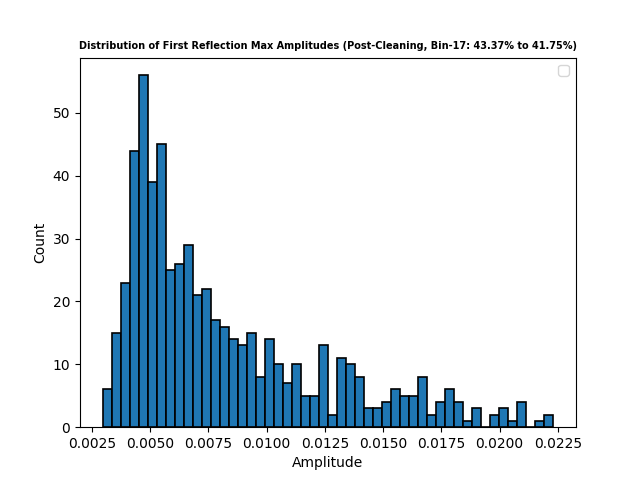 Distribution of First Reflection Max Amplitudes (Post-Cleaning, Bin-17: 43.37% to 41.75%)
50
40
30
20
10
0
Count
0.0025 0.0050 0.0075 0.0100 0.0125 0.0150 0.0175 0.0200 0.0225
Amplitude